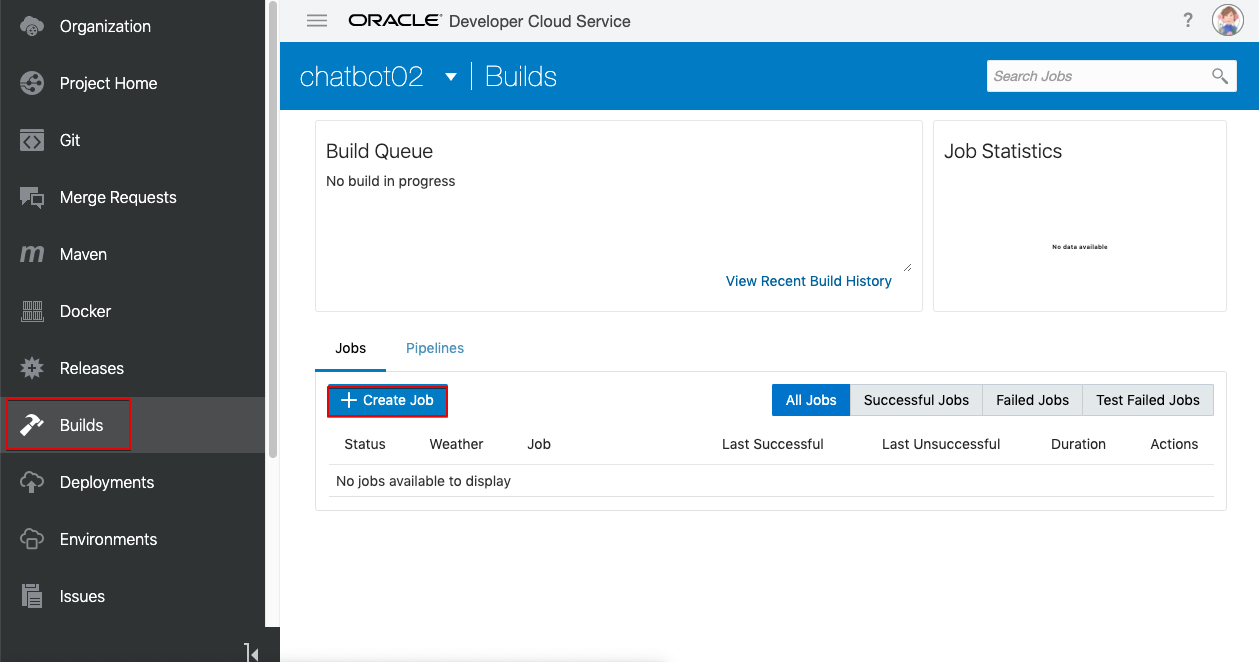 Organization
Project Home
Git
Merge Requests
Maven
Docker
Releases
Builds
Deployments
Environments
Issues
ORACLE® Developer Cloud Service
?
chatbot02 Builds
Search Jobs
Build Queue
No build in progress
View Recent Build History
Job Statistics
No data available
Jobs Pipelines
Create Job
All Jobs Successful Jobs Failed Jobs Test Failed Jobs
Status Weather Job Last Successful Last Unsuccessful Duration Actions
No jobs available to display